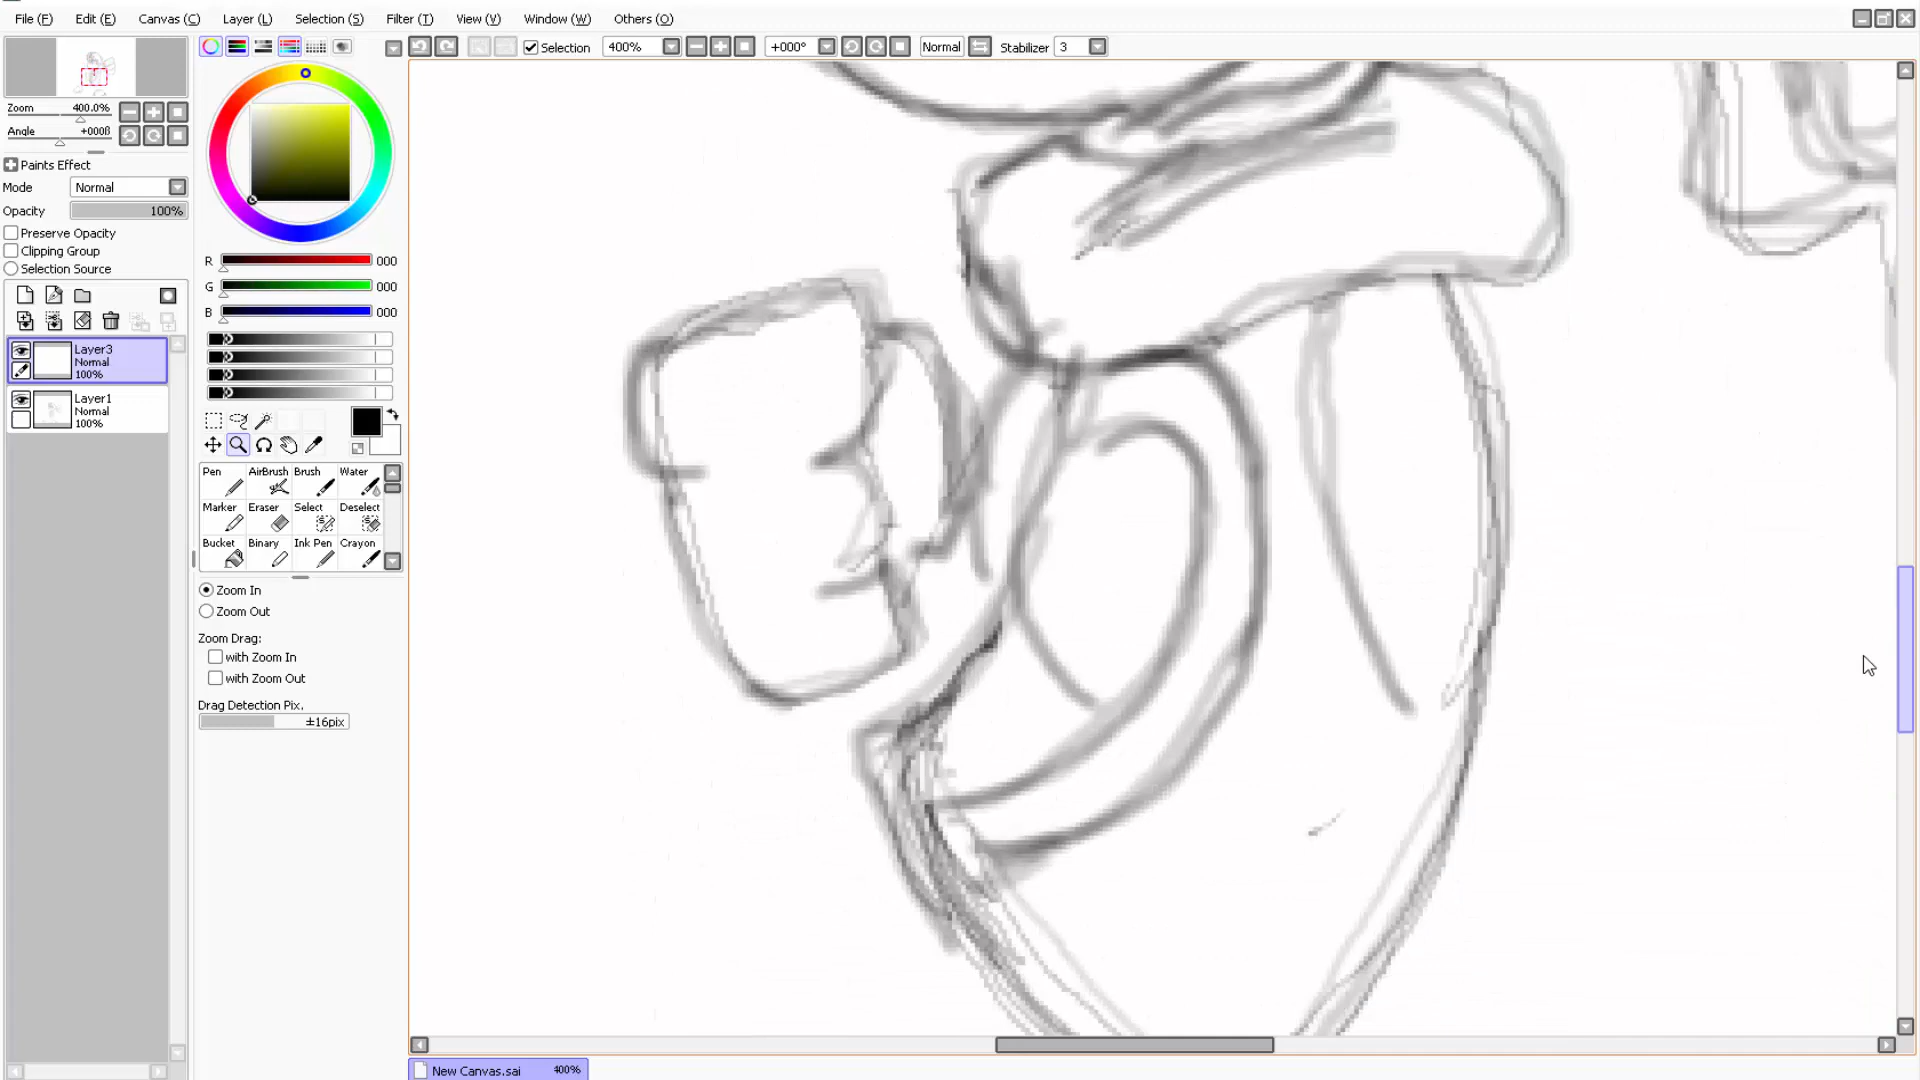 File (F) Edit (E) Canvas (C) Layer (L) Selection (S) Filter (T) View (V) Window (W) Others (O)
Selection 400% +000° Normal Stabilizer 3
Zoom 400.0%
Angle +000ß
Paints Effect
Mode Normal
Opacity 100%
Preserve Opacity
Clipping Group
Selection Source
Layer3
Normal
100%
Layer1
Normal
100%
R 000
G 000
B 000
Pen AirBrush Brush Water
Marker Eraser Select Deselect
Bucket Binary Ink Pen Crayon
Zoom In
Zoom Out
Zoom Drag:
with Zoom In
with Zoom Out
Drag Detection Pix.
±16pix
New Canvas.sai 400%